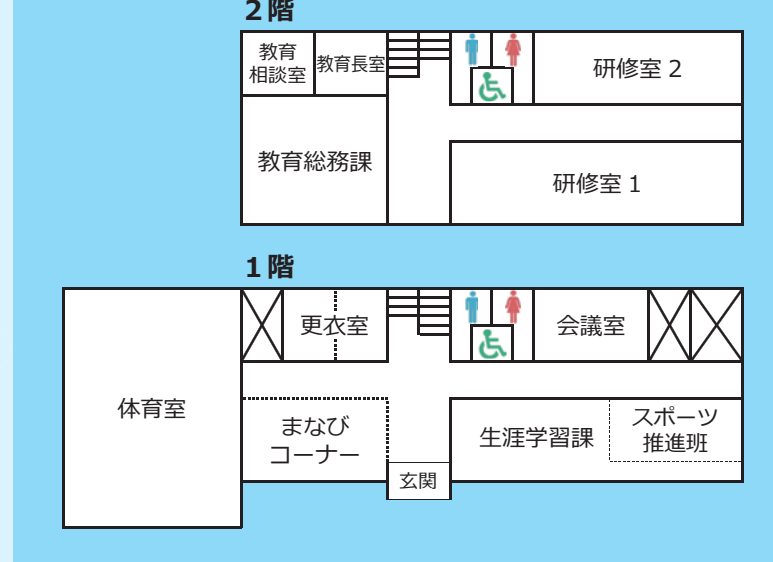 2階
教育
相談室
教育長室
研修室2
教育総務課
研修室1
1階
更衣室
会議室
体育室
まなび
コーナー
生涯学習課
スポーツ
推進班
玄関